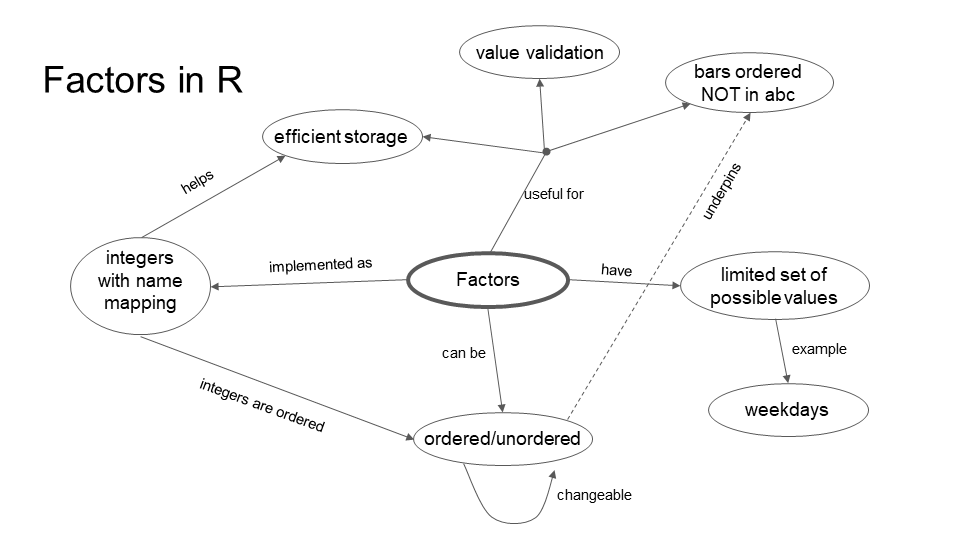 Factors in R
value validation
bars ordered
NOT in abc
efficient storage
helps
useful for
underpins
integers
with name
mapping
implemented as
Factors
have
limited set of
possible values
can be
example
integers are ordered
weekdays
ordered/unordered
changeable